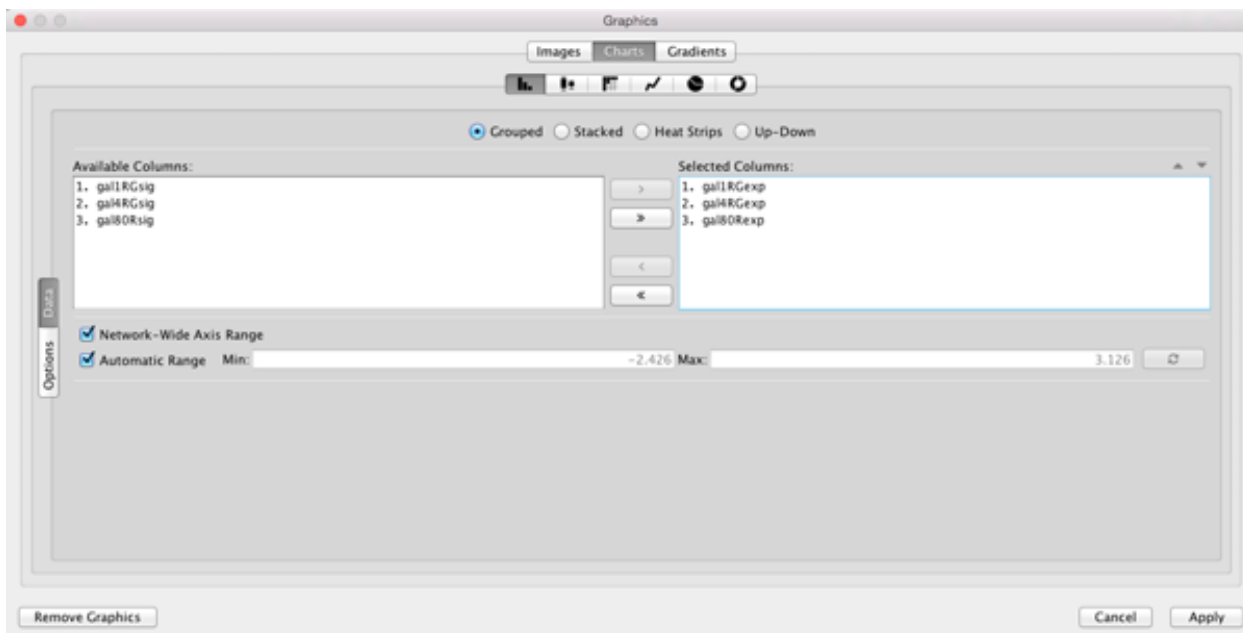 Graphics
Images Charts Gradients
Grouped Stacked Heat Strips Up-Down
Available Columns: Selected Columns:
1. gal1RGsig > 1. gal1RGexp
2. gal4RGsig 2. gal4RGexp
3. gal80Rsig » 3. gal80Rexp
<
«
Data
Options
Network-Wide Axis Range
Automatic Range Min: -2.426 Max: 3.126
Remove Graphics Cancel Apply